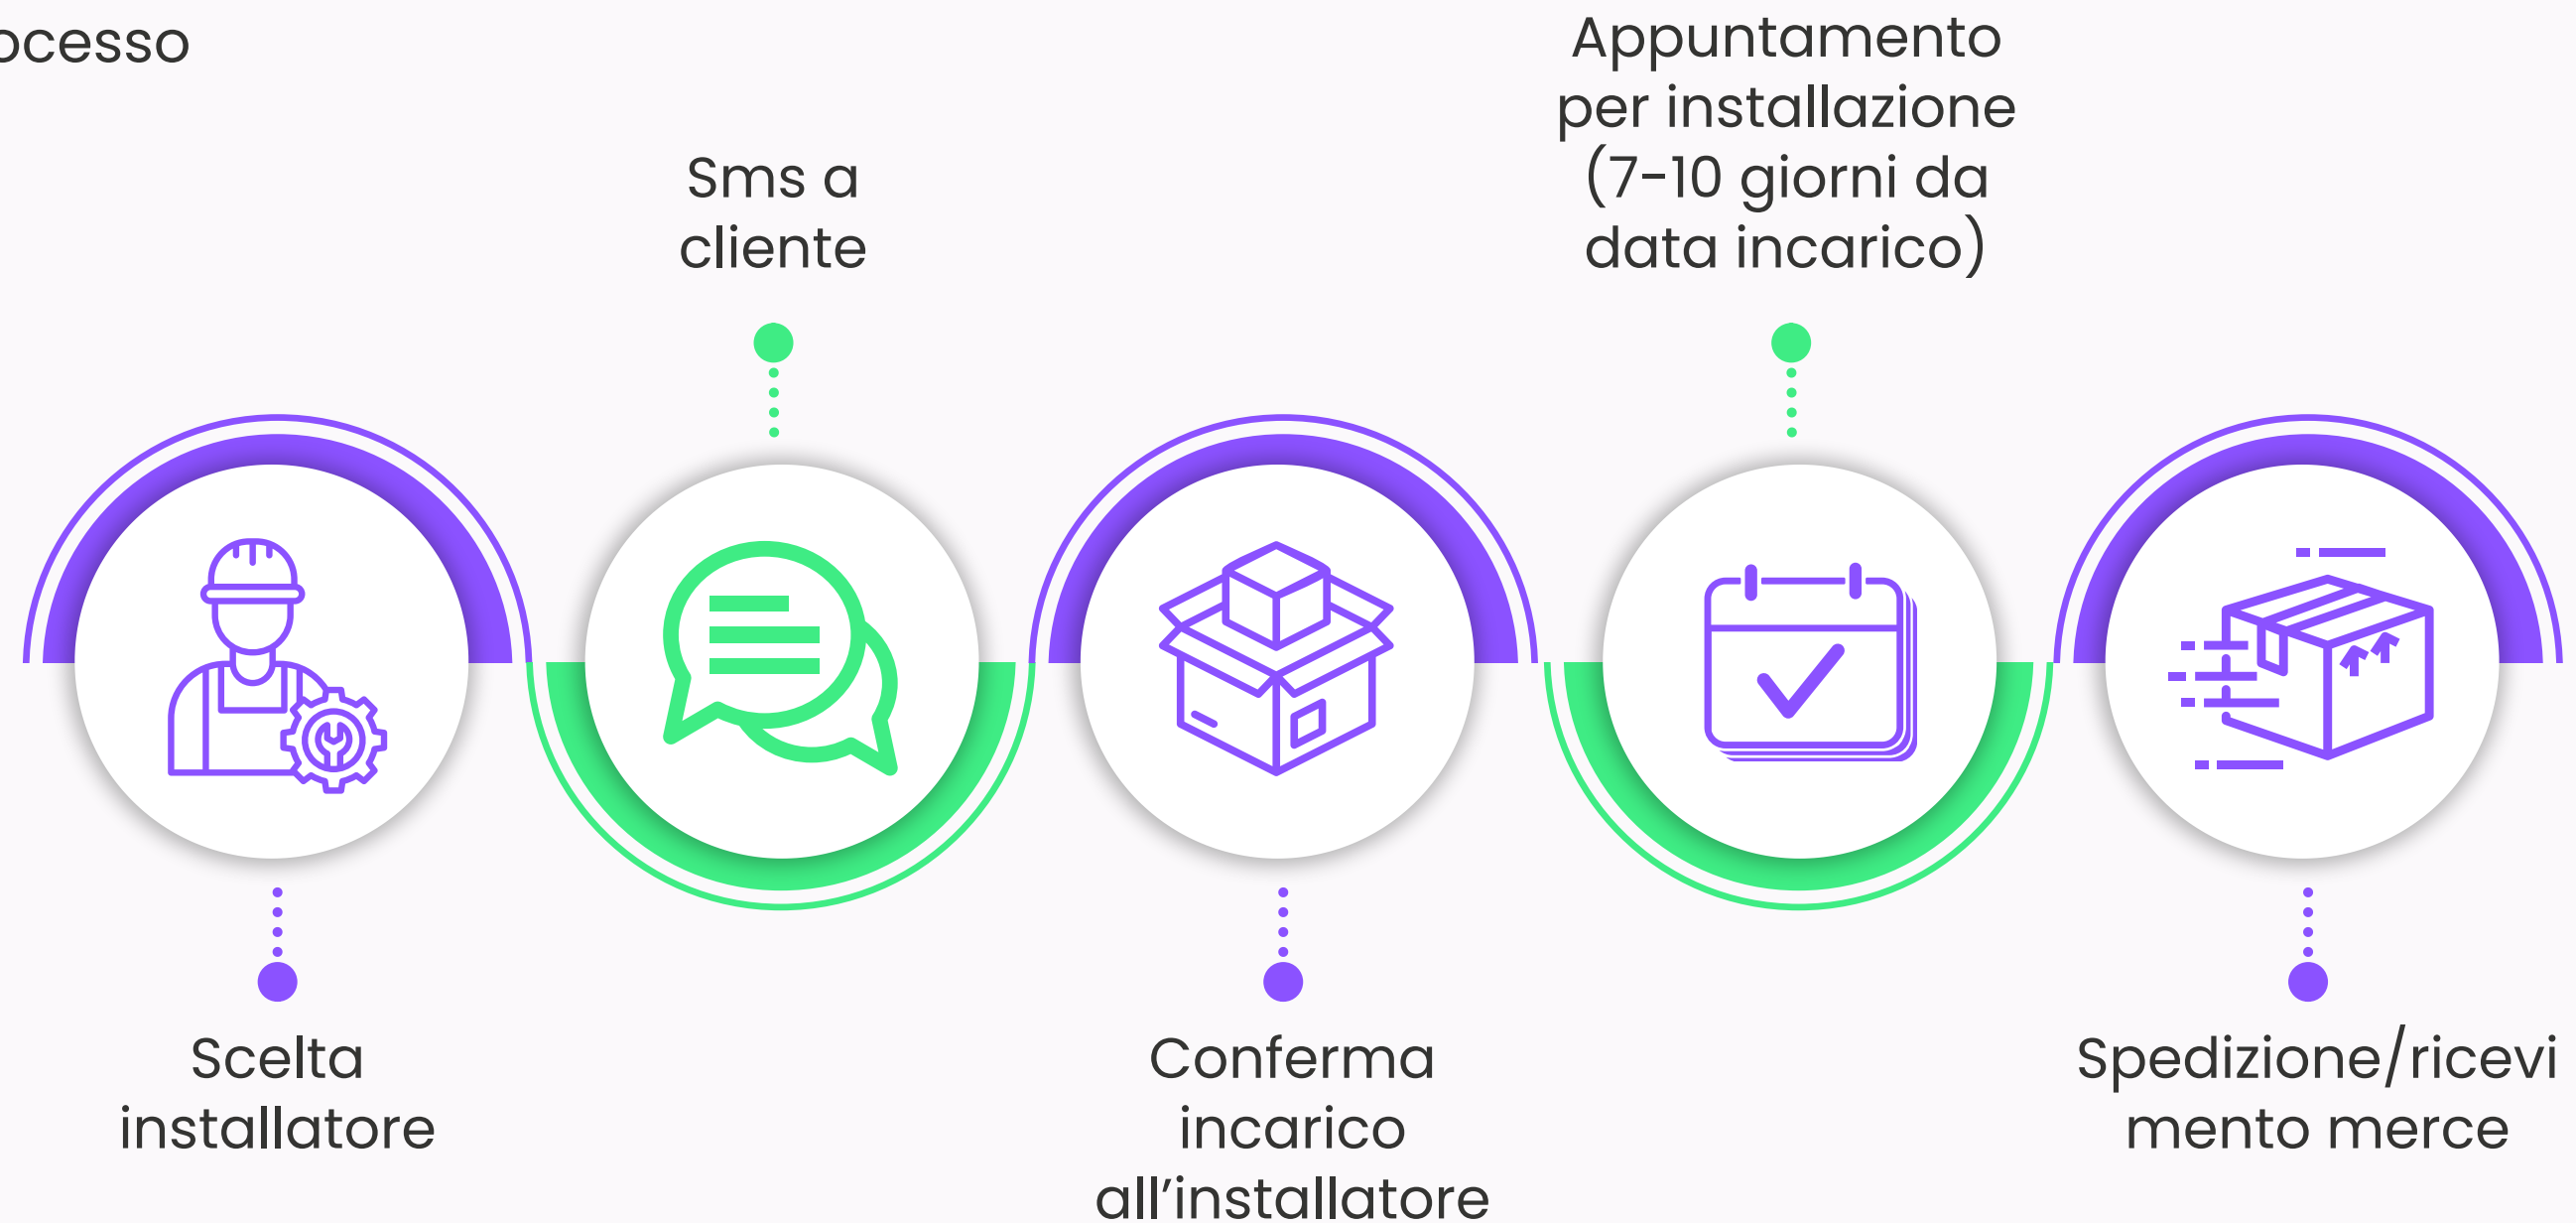 ocesso
Scelta
installatore
Sms a
cliente
Conferma
incarico
all’installatore
Appuntamento
per installazione
(7-10 giorni da
data incarico)
Spedizione/ricevi
mento merce